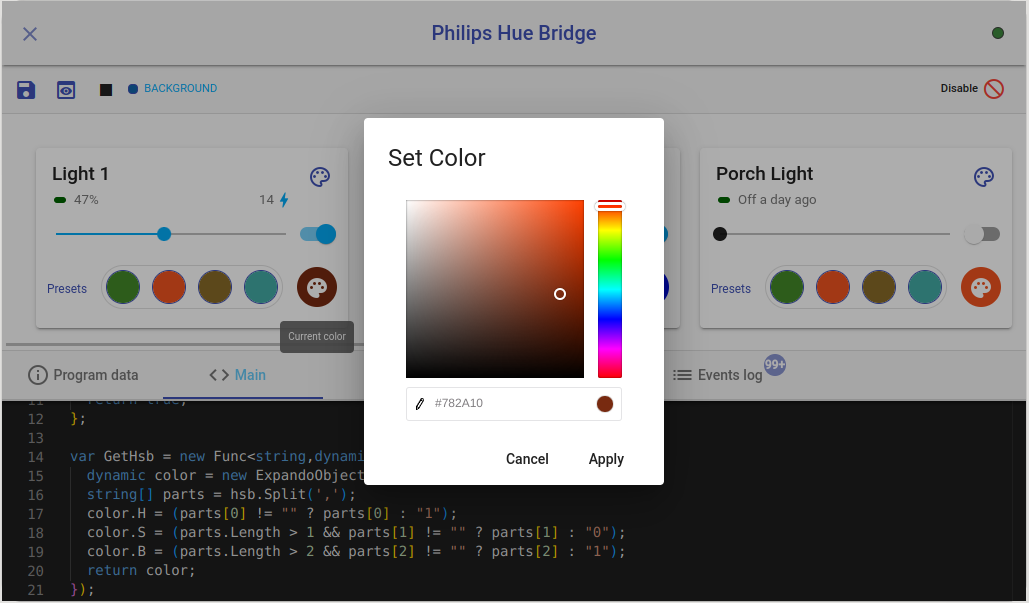 Philips Hue Bridge
BACKGROUND
Disable
Light 1
47%
14
Presets
Current color
Set Color
#782A10
Cancel
Apply
Porch Light
Off a day ago
Presets
Program data
Main
Events log
99+
11 return true;
12 };
13
14 var GetHsb = new Func<string,dynami
15 dynamic color = new ExpandoObject
16 string[] parts = hsb.Split(',');
17 color.H = (parts[0] != "" ? parts[0] : "1");
18 color.S = (parts.Length > 1 && parts[1] != "" ? parts[1] : "0");
19 color.B = (parts.Length > 2 && parts[2] != "" ? parts[2] : "1");
20 return color;
21 });